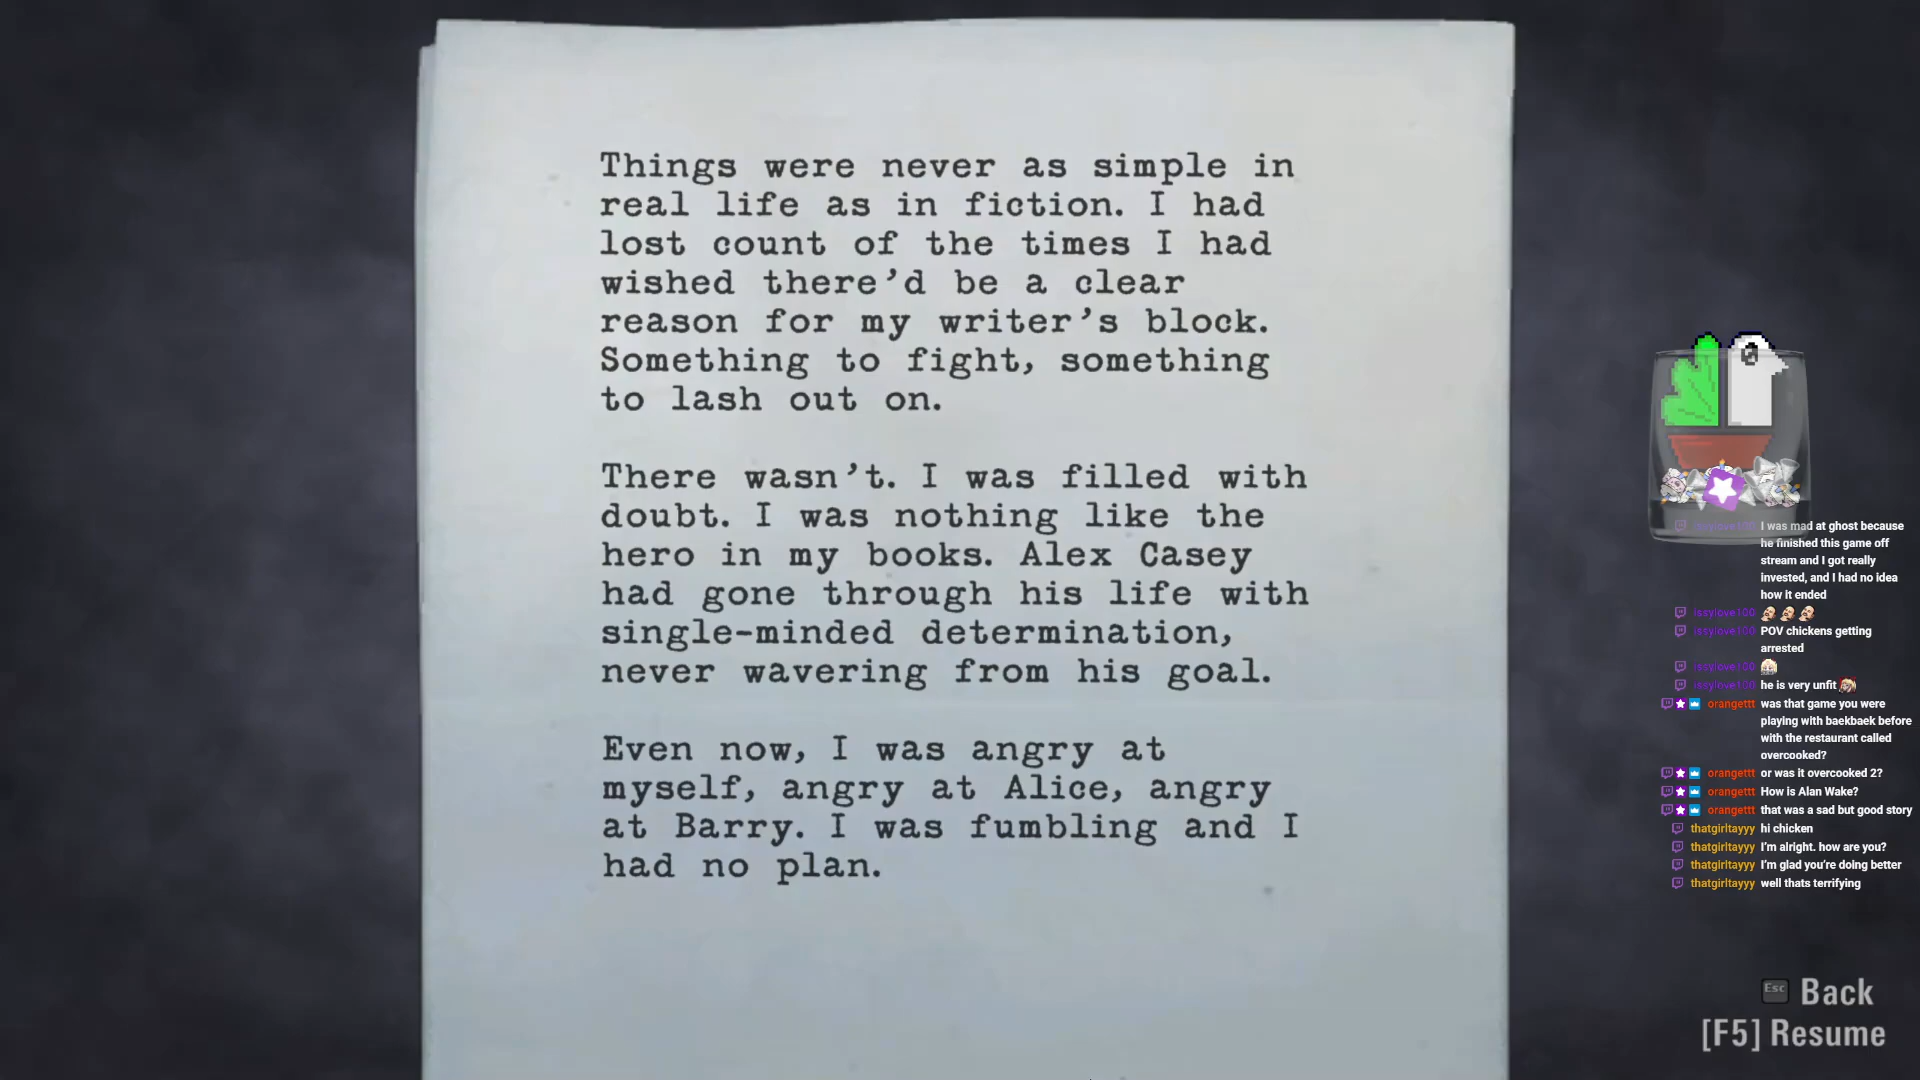 Things were never as simple in
real life as in fiction. I had
lost count of the times I had
wished there’d be a clear
reason for my writer’s block.
Something to fight, something
to lash out on.
There wasn’t. I was filled with
doubt. I was nothing like the
hero in my books. Alex Casey
had gone through his life with
single-minded determination,
never wavering from his goal.
Even now, I was angry at
myself, angry at Alice, angry
at Barry. I was fumbling and I
had no plan.
issylove100 I was mad at ghost because
he finished this game off
stream and I got really
invested, and I had no idea
how it ended
issylove100
issylove100 POV chickens getting
arrested
issylove100
issylove100 he is very unfit
orangettt was that game you were
playing with baekbaek before
with the restaurant called
overcooked?
orangettt or was it overcooked 2?
orangettt How is Alan Wake?
orangettt that was a sad but good story
thatgirltayyy hi chicken
thatgirltayyy I’m alright. how are you?
thatgirltayyy I’m glad you’re doing better
thatgirltayyy well thats terrifying
Esc Back
[F5] Resume